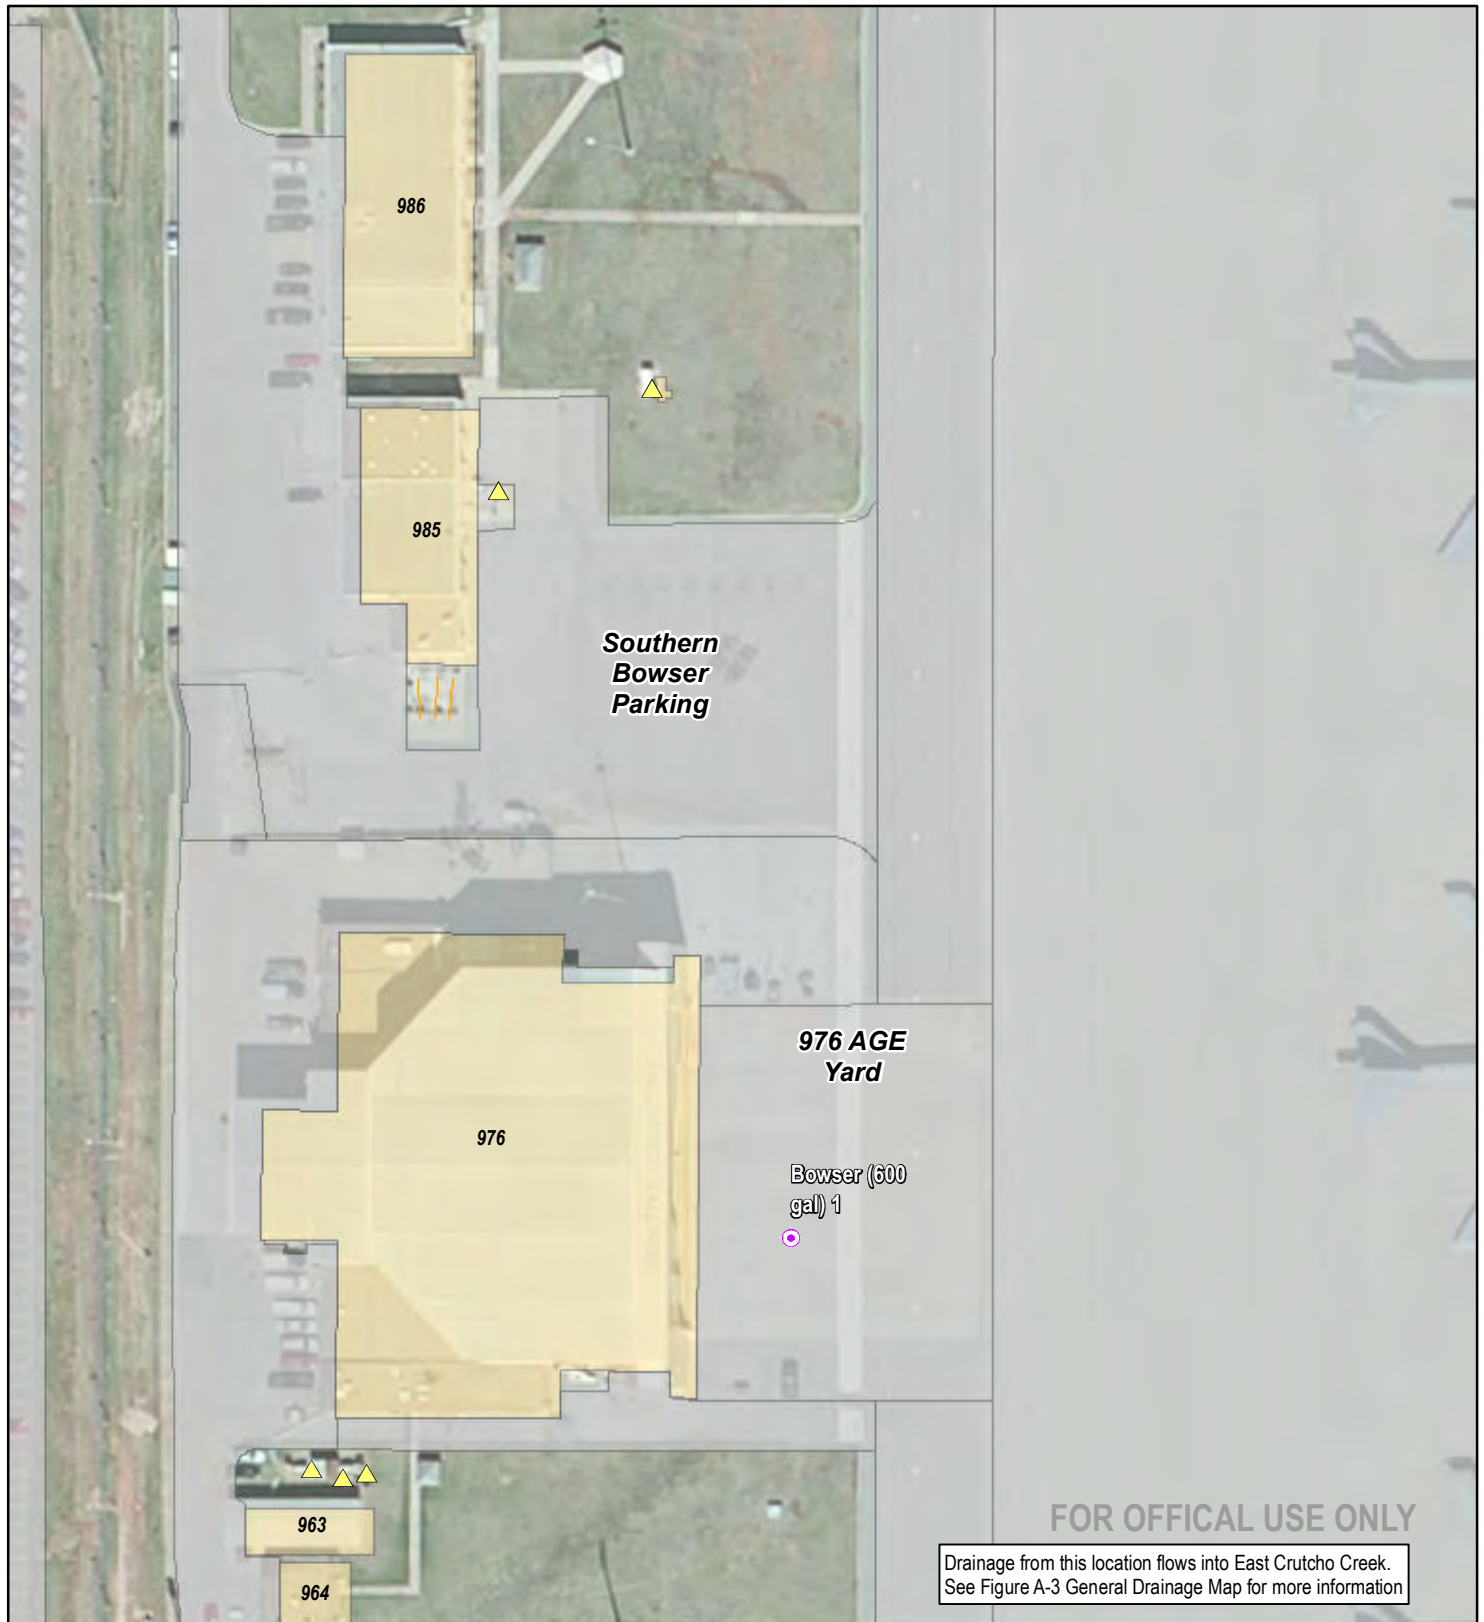 986
985
Southern
Bowser
Parking
976 AGE
Yard
976
Bowser (600
gal) 1
963
964
FOR OFFICAL USE ONLY
Drainage from this location flows into East Crutcho Creek.
See Figure A-3 General Drainage Map for more information